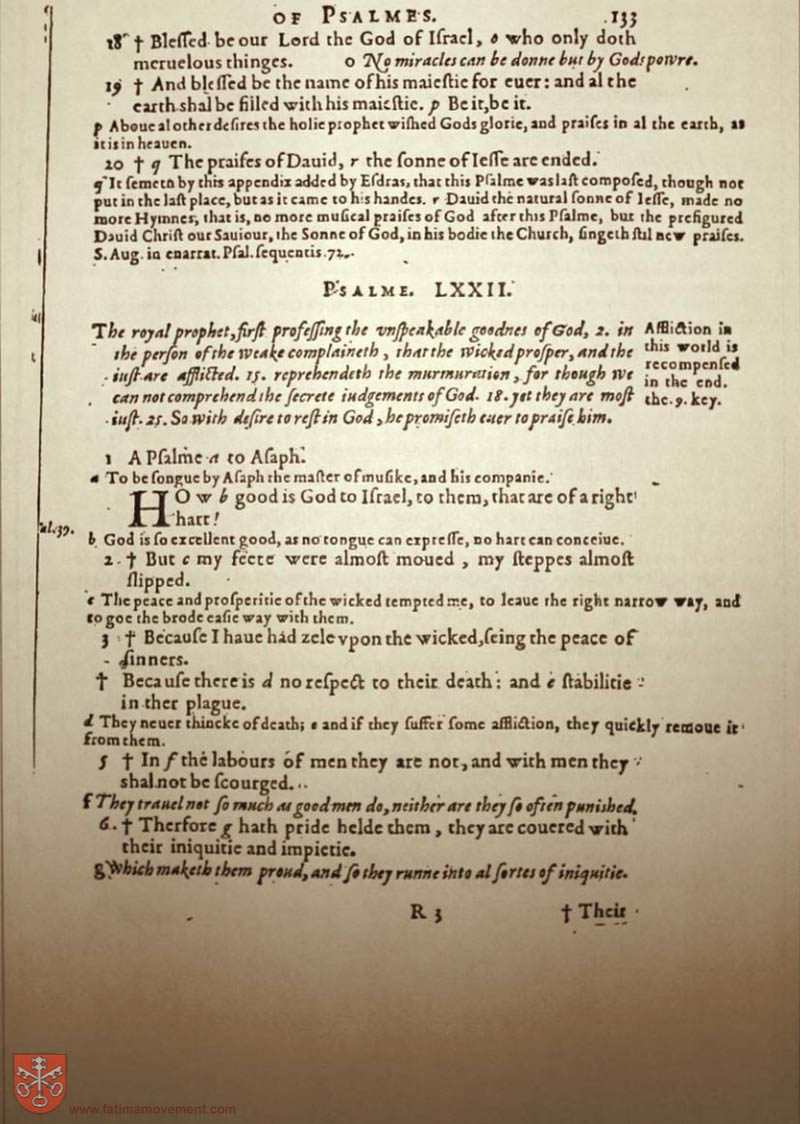 OF PSALMES. 133
18 † Blessed be our Lord the God of Israel, o who only doth
meruelous thinges. o No miracles can be donne but by Gods powre.
19 † And blessed be the name of his maiestie for euer: and al the
earth shal be filled with his maiestie. p Be it, be it.
p Aboue al other desires the holie prophet wished Gods glorie, and praises in al the earth, as
it is in heauen.
20 † q The praises of Dauid, r the sonne of Iesse are ended.
q It semeth by this appendix added by Esdras, that this Psalme was last composed, though not
put in the last place, but as it came to his handes. r Dauid the natural sonne of Iesse, made no
more Hymnes; that is, no more musical praises of God after this Psalme, but the prefigured
Dauid Christ our Sauiour, the Sonne of God, in his bodie the Church, singeth stil new praises.
S. Aug. in enarrat. Psal. sequentis. 72.
PSALME. LXXII.
The royal prophet, first professing the vnspeakable goodnes of God, 2. in
the person of the weake complaineth, that the wicked prosper, and the
iust are afflicted. 15. reprehendeth the murmuration, for though we
can not comprehend the secrete iudgements of God. 18. yet they are most
iust. 25. So with desire to rest in God, he promiseth euer to praise him.
Affliction in
this world is
recompensed
in the end.
the. 9. key.
1 A Psalme a to Asaph.
a To be songue by Asaph the master of musike, and his companie.
HOw b good is God to Israel, to them, that are of a right
hart!
b God is so excellent good, as no tongue can expresse, no hart can conceiue.
2. † But c my feete were almost moued, my steppes almost
slipped.
c The peace and prosperitie of the wicked tempted me, to leaue the right narrow way, and
to goe the brode easie way with them.
3 † Because I haue had zele vpon the wicked, seing the peace of
sinners.
† Because there is d no respect to their death: and e stabilitie
in ther plague.
d They neuer thincke of death; e and if they suffer some affliction, they quickly remoue it
from them.
5 † In f the labours of men they are not, and with men they
shal not be scourged.
f They trauel not so much as good men do, neither are they so often punished.
6. † Therfore g hath pride helde them, they are couered with
their iniquitie and impietie.
g Which maketh them proud, and so they runne into al sortes of iniquitie.
R 3 † Their
www.fatimamovement.com